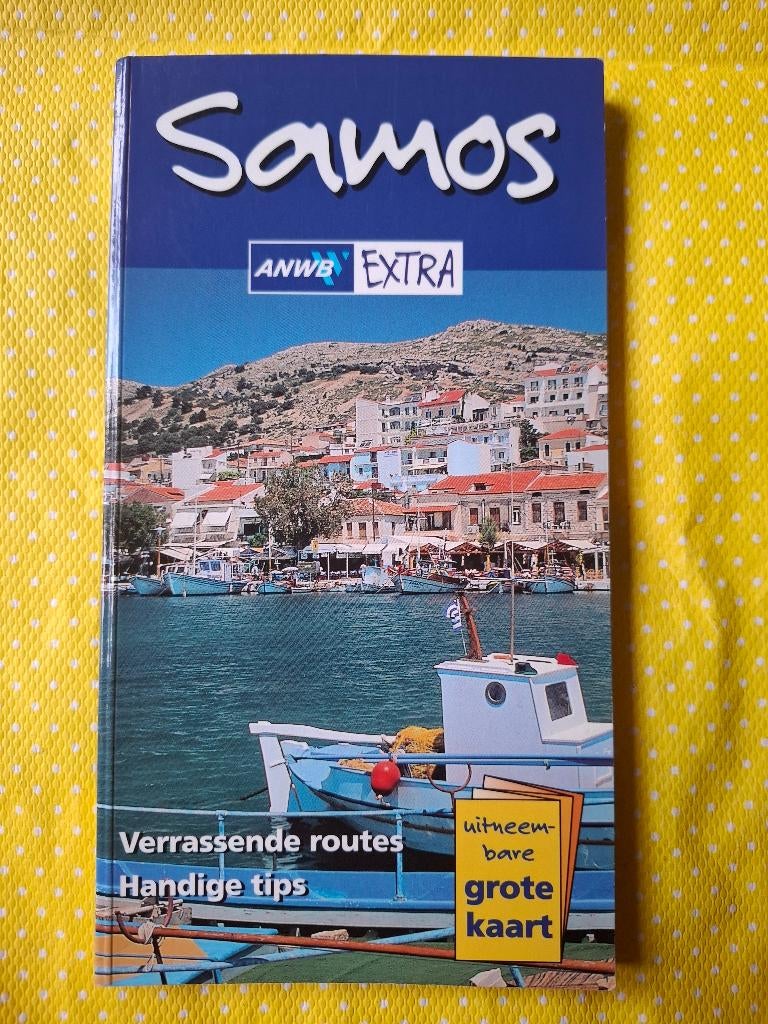 Samos
ANWB EXTRA
Verrassende routes
Handige tips
uitneem-
bare
grote
kaart